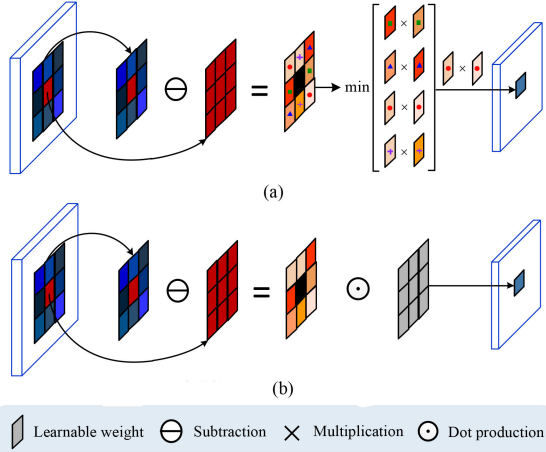 min
(a)
(b)
Learnable weight Subtraction Multiplication Dot production